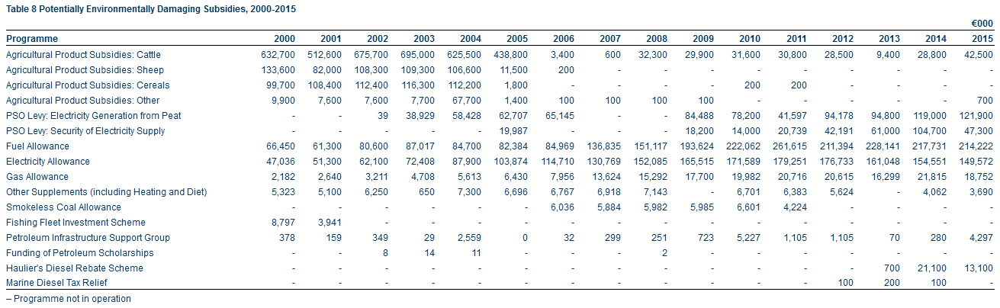 Table 8 Potentially Environmentally Damaging Subsidies, 2000-2015
€000
Programme 2000 2001 2002 2003 2004 2005 2006 2007 2008 2009 2010 2011 2012 2013 2014 2015
Agricultural Product Subsidies: Cattle 632,700 512,600 675,700 695,000 625,500 438,800 3,400 600 32,300 29,900 31,600 30,800 28,500 9,400 28,800 42,500
Agricultural Product Subsidies: Sheep 133,600 82,000 108,300 109,300 106,600 11,500 200 - - - - - - - - -
Agricultural Product Subsidies: Cereals 99,700 108,400 112,400 116,300 112,200 1,800 - - - - 200 200 - - - -
Agricultural Product Subsidies: Other 9,900 7,600 7,600 7,700 67,700 1,400 100 100 100 100 - - - - - 700
PSO Levy: Electricity Generation from Peat - - 39 38,929 58,428 62,707 65,145 - - 84,488 78,200 41,597 94,178 94,800 119,000 121,900
PSO Levy: Security of Electricity Supply - - - - - 19,987 - - - 18,200 14,000 20,739 42,191 61,000 104,700 47,300
Fuel Allowance 66,450 61,300 80,600 87,017 84,700 82,384 84,969 136,835 151,117 193,624 222,062 261,615 211,394 228,141 217,731 214,222
Electricity Allowance 47,036 51,300 62,100 72,408 87,900 103,874 114,710 130,769 152,085 165,515 171,589 179,251 176,733 161,048 154,551 149,572
Gas Allowance 2,182 2,640 3,211 4,708 5,613 6,430 7,956 13,624 15,292 17,700 19,982 20,716 20,615 16,299 21,815 18,752
Other Supplements (including Heating and Diet) 5,323 5,100 6,250 650 7,300 6,696 6,767 6,918 7,143 - 6,701 6,383 5,624 - 4,062 3,690
Smokeless Coal Allowance - - - - - - 6,036 5,884 5,982 5,985 6,601 4,224 - - - -
Fishing Fleet Investment Scheme 8,797 3,941 - - - - - - - - - - - - - -
Petroleum Infrastructure Support Group 378 159 349 29 2,559 0 32 299 251 723 5,227 1,105 1,105 70 280 4,297
Funding of Petroleum Scholarships - - 8 14 11 - - - 2 - - - - - - -
Haulier's Diesel Rebate Scheme - - - - - - - - - - - - - 700 21,100 13,100
Marine Diesel Tax Relief - - - - - - - - - - - - 100 200 100 -
– Programme not in operation